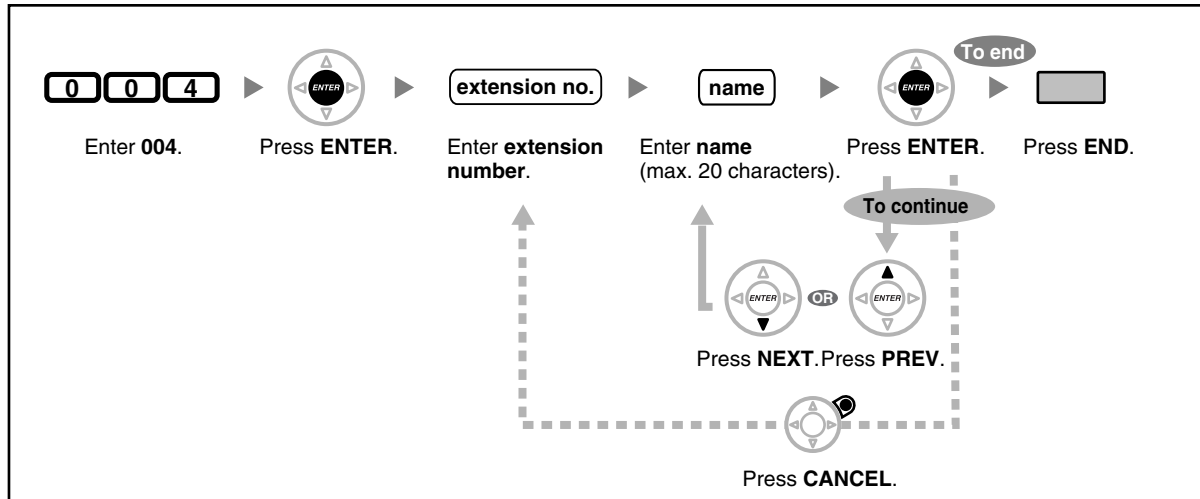 To end
0 0 4 ENTER extension no. name ENTER
Enter 004. Press ENTER. Enter extension number. Enter name (max. 20 characters). Press ENTER. Press END.
To continue
ENTER OR ENTER
Press NEXT. Press PREV.
Press CANCEL.